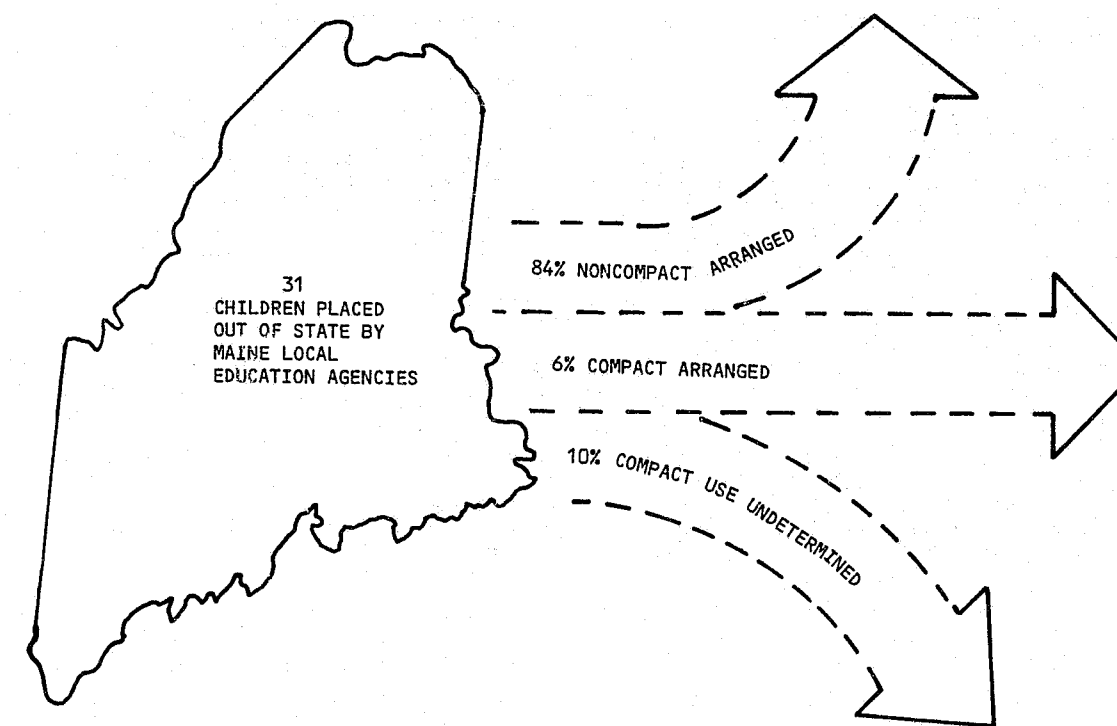 31
CHILDREN PLACED
OUT OF STATE BY
MAINE LOCAL
EDUCATION AGENCIES
84% NONCOMPACT ARRANGED
6% COMPACT ARRANGED
10% COMPACT USE UNDETERMINED